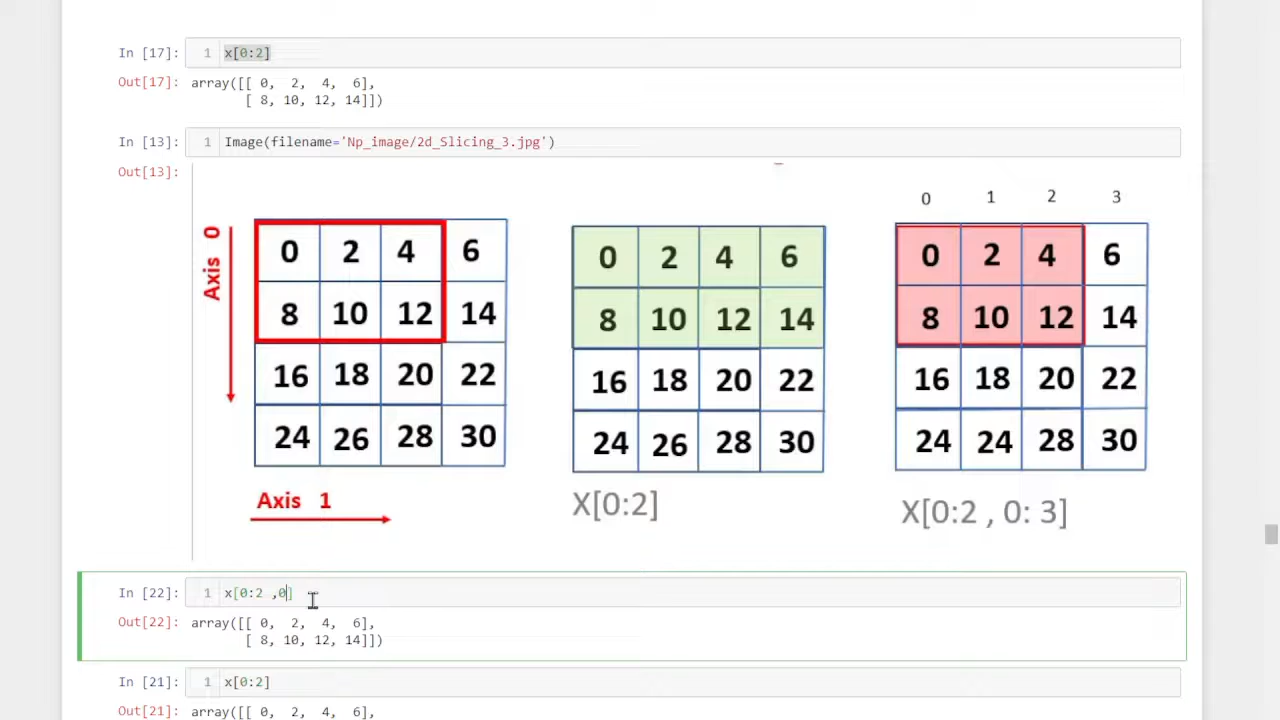 In [17]: 1 x[0:2]
Out[17]: array([[ 0,  2,  4,  6],
       [ 8, 10, 12, 14]])
In [13]: 1 Image(filename='Np_image/2d_Slicing_3.jpg')
Out[13]:
Axis 0
0 2 4 6
8 10 12 14
16 18 20 22
24 26 28 30
Axis 1
0 2 4 6
8 10 12 14
16 18 20 22
24 26 28 30
X[0:2]
0 1 2 3
0 2 4 6
8 10 12 14
16 18 20 22
24 24 28 30
X[0:2 , 0: 3]
In [22]: 1 x[0:2 ,0]
Out[22]: array([[ 0,  2,  4,  6],
       [ 8, 10, 12, 14]])
In [21]: 1 x[0:2]
Out[21]: array([[ 0,  2,  4,  6],